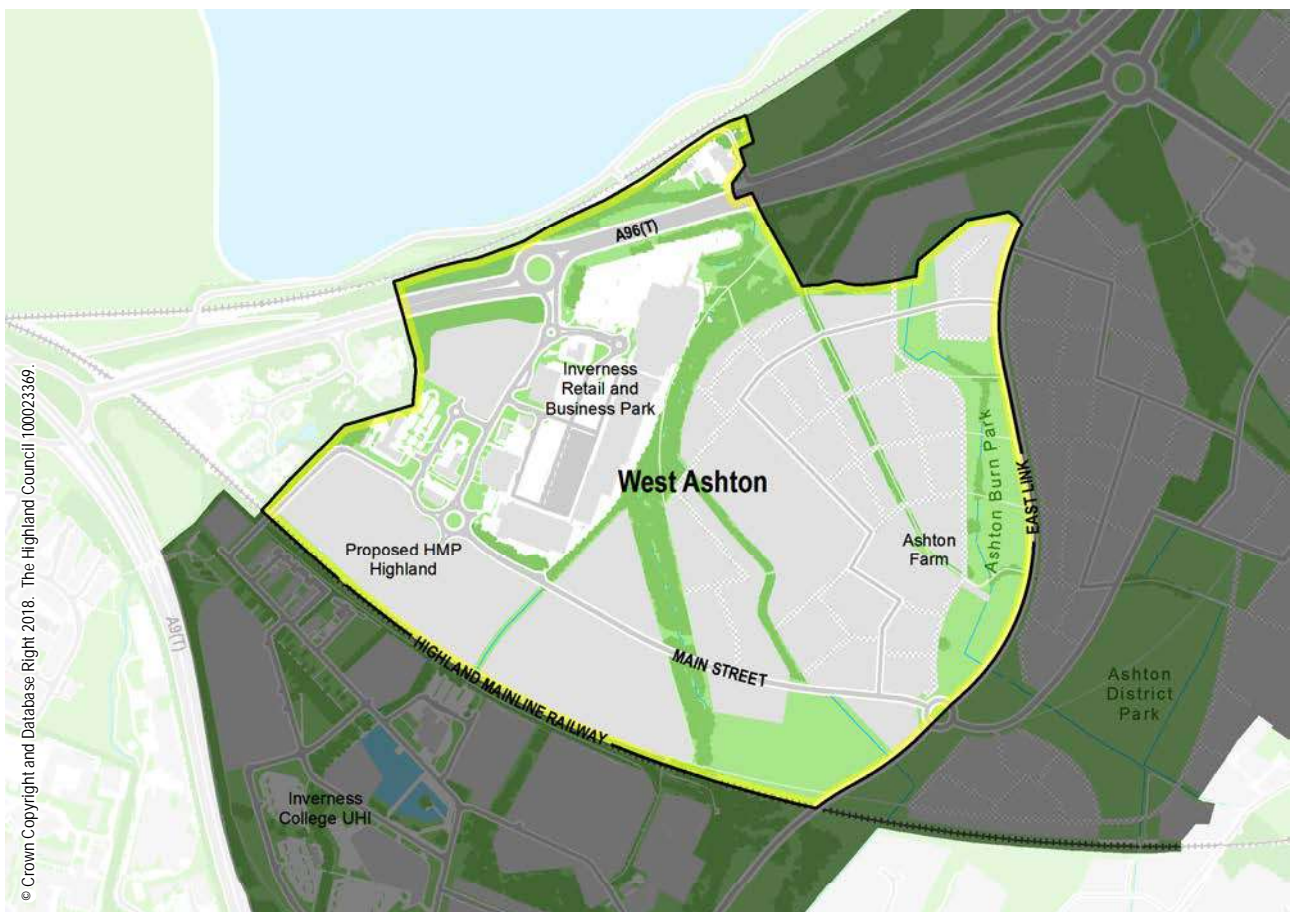 A96(T)
Inverness
Retail and
Business Park
West Ashton
Ashton Burn Park
EAST LINK
Ashton
Farm
Proposed HMP
Highland
A9(T)
HIGHLAND MAINLINE RAILWAY
MAIN STREET
Ashton
District
Park
Inverness
College UHI
© Crown Copyright and Database Right 2018. The Highland Council 100023369.